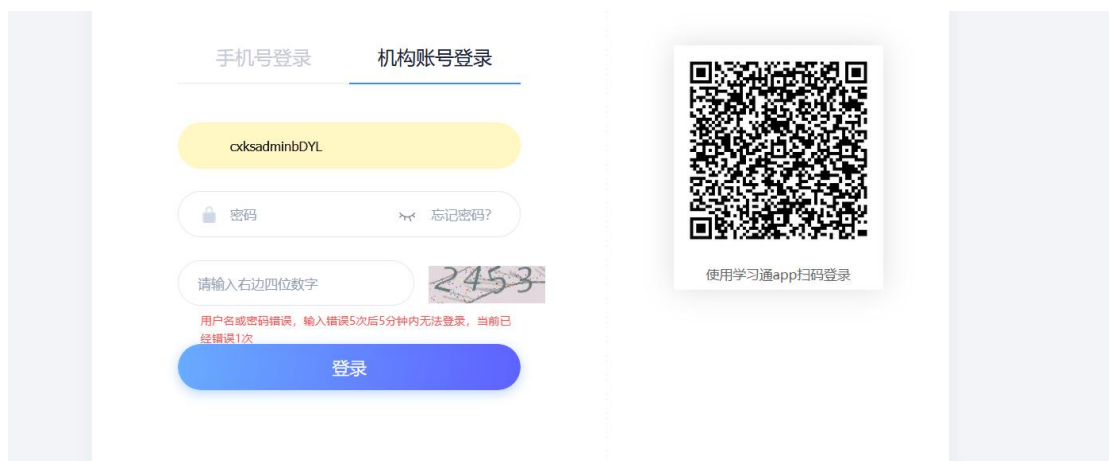 手机号登录 机构账号登录
cxksadminbDYL
密码 忘记密码?
请输入右边四位数字 2453
用户名或密码错误，输入错误5次后5分钟内无法登录，当前已
经错误1次
登录
使用学习通app扫码登录